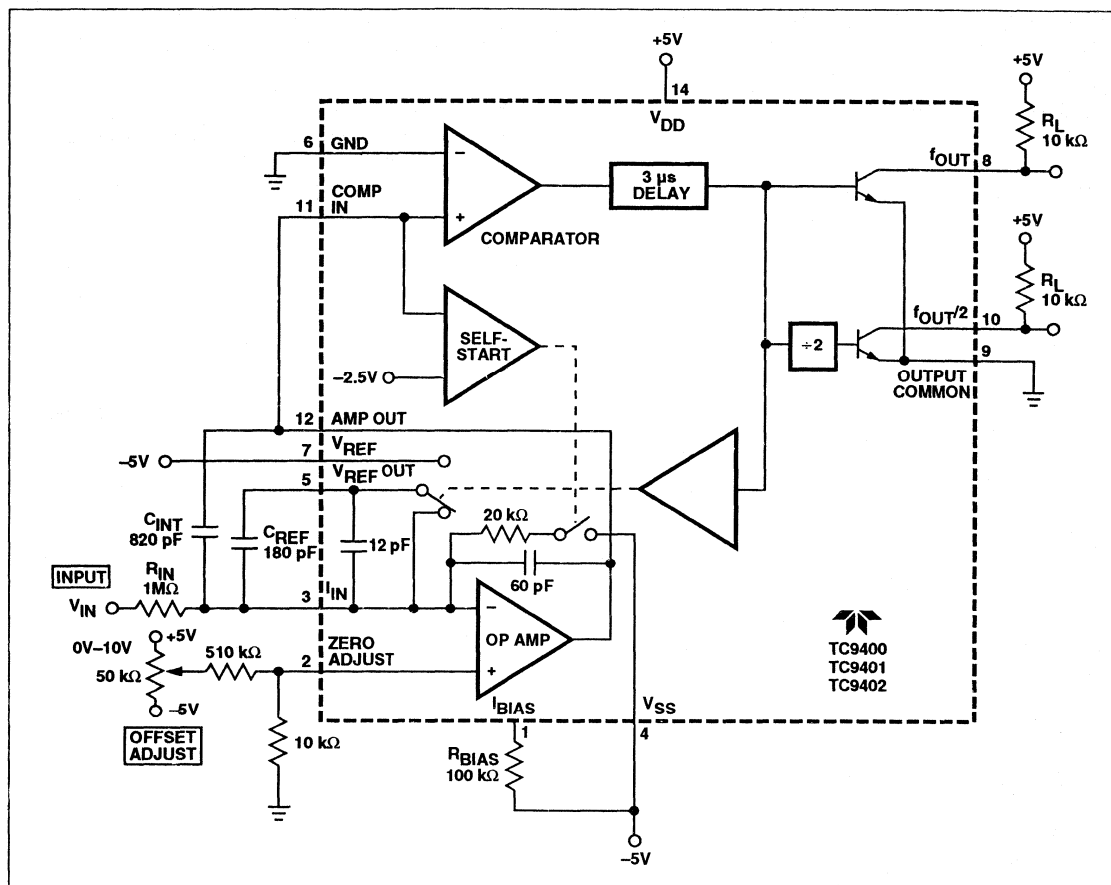 +5V
14
VDD
+5V
RL
10 kΩ
fOUT
8
6
GND
–
3 µs
DELAY
COMP
IN
11
+
COMPARATOR
+5V
RL
10 kΩ
fOUT/2
10
SELF-
START
÷2
9
OUTPUT
COMMON
–2.5V
12
AMP OUT
VREF
–5V
7
VREF OUT
5
20 kΩ
CINT
820 pF
CREF
180 pF
12 pF
60 pF
INPUT
RIN
1MΩ
VIN
3
IIN
–
OP AMP
+
TC9400
TC9401
TC9402
0V–10V
+5V
510 kΩ
50 kΩ
2
ZERO
ADJUST
–5V
OFFSET
ADJUST
10 kΩ
IBIAS
1
VSS
4
RBIAS
100 kΩ
–5V